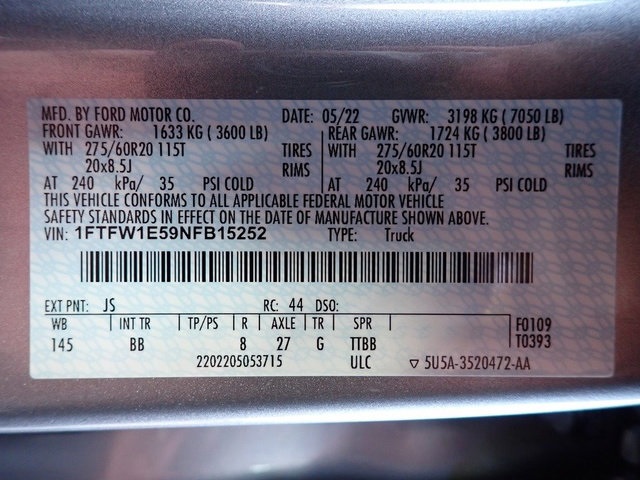 MFD. BY FORD MOTOR CO. DATE: 05/22 GVWR: 3198 KG ( 7050 LB)
FRONT GAWR: 1633 KG ( 3600 LB) REAR GAWR: 1724 KG ( 3800 LB)
WITH 275/60R20 115T TIRES WITH 275/60R20 115T TIRES
20x8.5J RIMS 20x8.5J RIMS
AT 240 kPa/ 35 PSI COLD AT 240 kPa/ 35 PSI COLD
THIS VEHICLE CONFORMS TO ALL APPLICABLE FEDERAL MOTOR VEHICLE
SAFETY STANDARDS IN EFFECT ON THE DATE OF MANUFACTURE SHOWN ABOVE.
VIN: 1FTFW1E59NFB15252 TYPE: Truck
EXT PNT: JS RC: 44 DSO:
WB INT TR TP/PS R AXLE TR SPR F0109
145 BB 8 27 G TTBB T0393
2202205053715 ULC ▽ 5U5A-3520472-AA